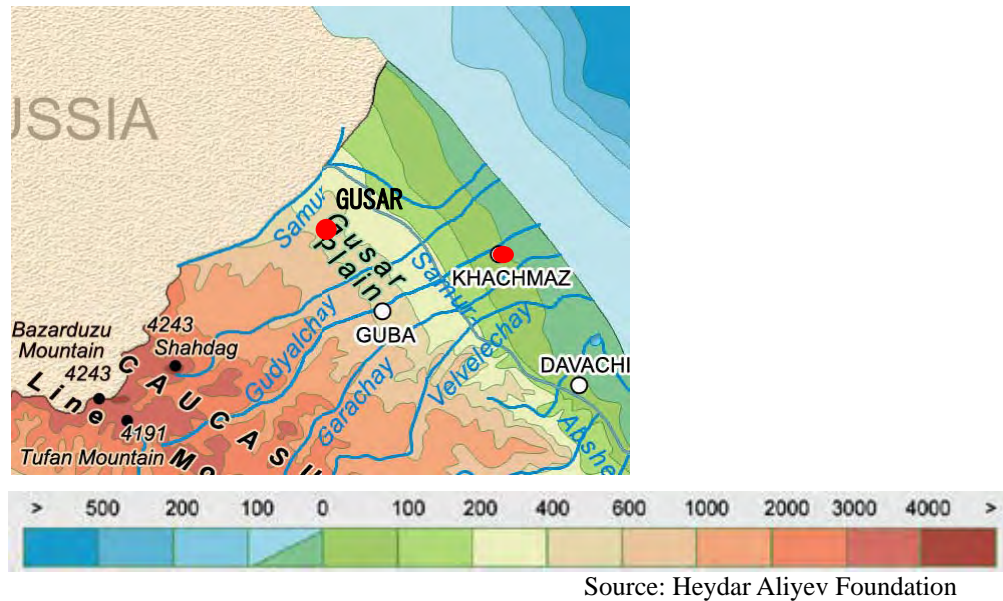 USSIA
GUSAR
Samur
Gusar
Plain
Samur
KHACHMAZ
GUBA
Bazarduzu
Mountain
4243
4243
Shahdag
Gudyalchay
Garachay
Velvelechay
DAVACHI
Line
CAUCASU
Mo
4191
Tufan Mountain
Abshe
> 500 200 100 0 100 200 400 600 1000 2000 3000 4000 >
Source: Heydar Aliyev Foundation